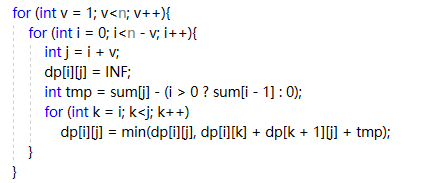 for (int v = 1; v<n; v++){
for (int i = 0; i<n - v; i++){
int j = i + v;
dp[i][j] = INF;
int tmp = sum[j] - (i > 0 ? sum[i - 1] : 0);
for (int k = i; k<j; k++)
dp[i][j] = min(dp[i][j], dp[i][k] + dp[k + 1][j] + tmp);
}
}